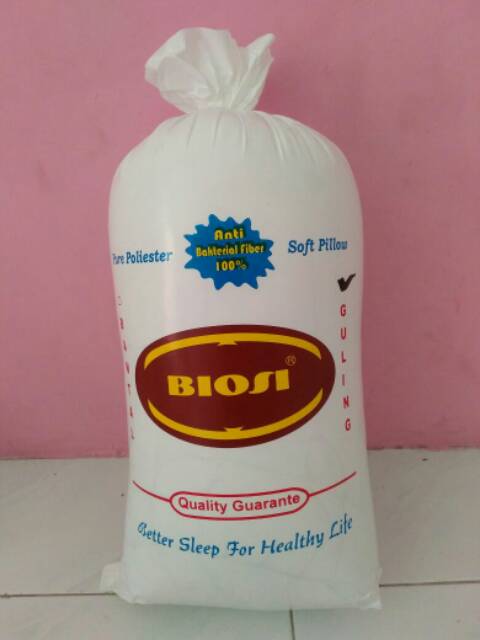 Anti
Bakterial Fiber
100%
Pure Poliester
Soft Pillow
BANTAL
GULING
BIOSI®
Quality Guarante
Better Sleep For Healthy Life